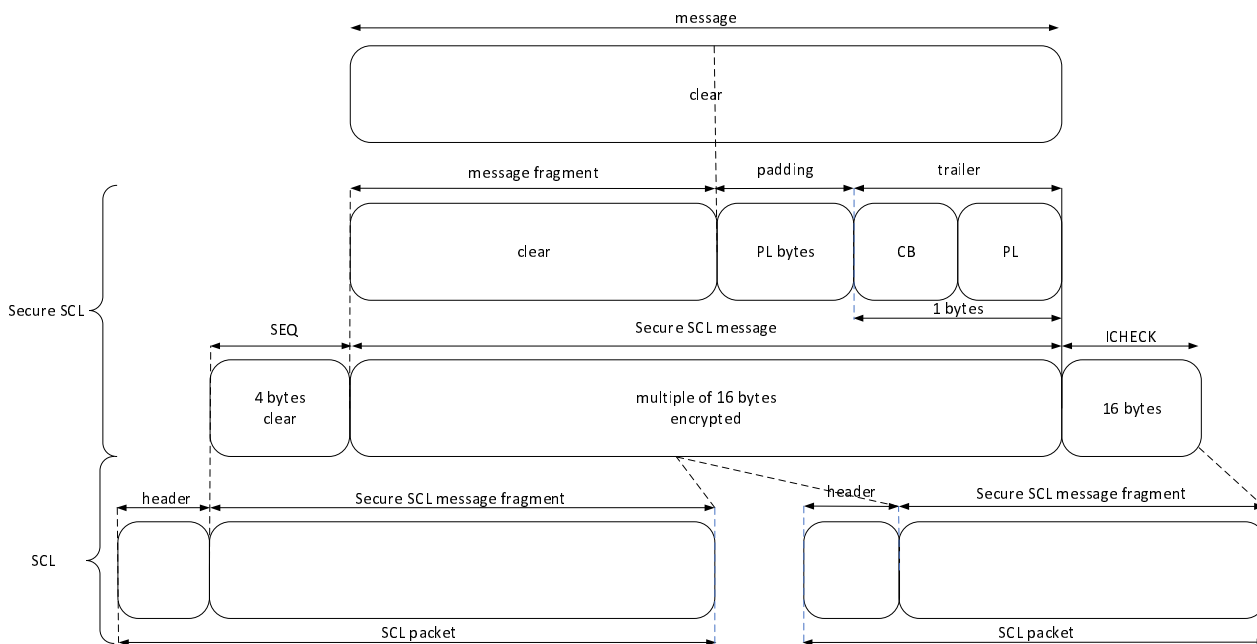 message
clear
message fragment
padding
trailer
clear
PL bytes
CB
PL
1 bytes
Secure SCL
SEQ
Secure SCL message
ICHECK
4 bytes
clear
multiple of 16 bytes
encrypted
16 bytes
header
Secure SCL message fragment
header
Secure SCL message fragment
SCL
SCL packet
SCL packet